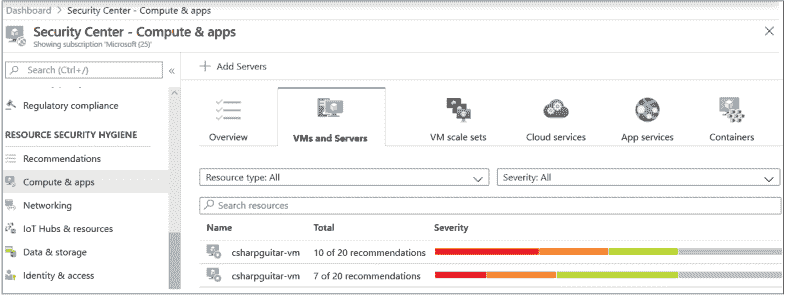 Dashboard > Security Center - Compute & apps
Security Center - Compute & apps
Showing subscription 'Microsoft (25)'
Search (Ctrl+/)
«
Regulatory compliance
RESOURCE SECURITY HYGIENE
Recommendations
Compute & apps
Networking
IoT Hubs & resources
Data & storage
Identity & access
+ Add Servers
Overview
VMs and Servers
VM scale sets
Cloud services
App services
Containers
Resource type: All
Severity: All
Search resources
Name Total Severity
csharpguitar-vm 10 of 20 recommendations
csharpguitar-vm 7 of 20 recommendations